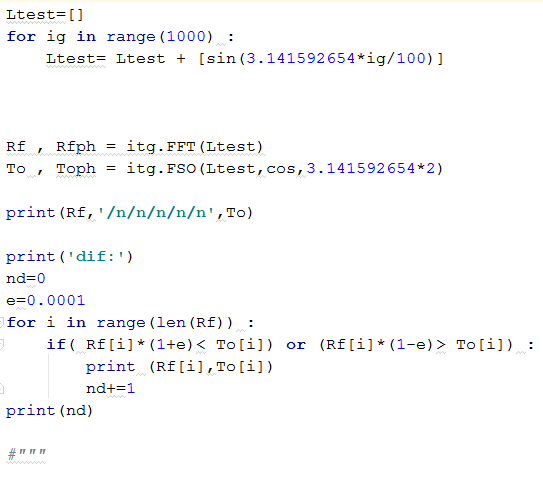 Ltest=[]
for ig in range(1000) :
    Ltest= Ltest + [sin(3.141592654*ig/100)]
Rf , Rfph = itg.FFT(Ltest)
To , Toph = itg.FSO(Ltest,cos,3.141592654*2)
print(Rf,'/n/n/n/n/n',To)
print('dif:')
nd=0
e=0.0001
for i in range(len(Rf)) :
    if( Rf[i]*(1+e)< To[i]) or (Rf[i]*(1-e)> To[i]) :
        print (Rf[i],To[i])
        nd+=1
print(nd)
#"""